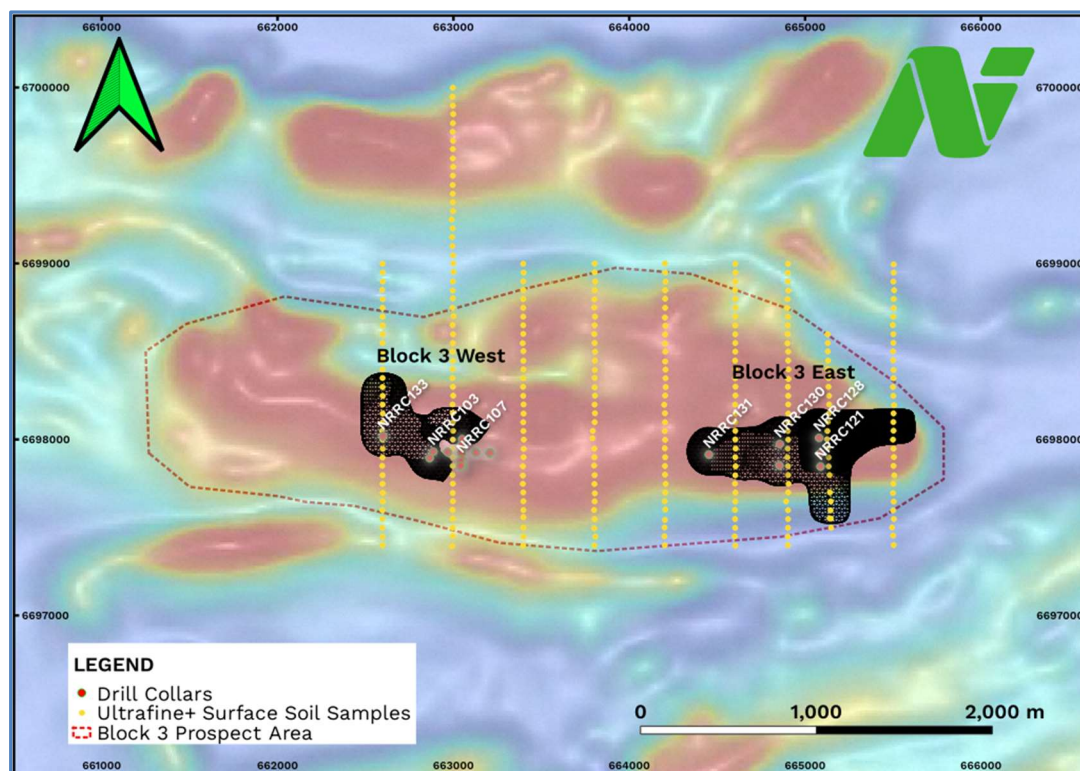 661000 662000 663000 664000 665000 666000
6700000 6700000
6699000 6699000
Block 3 West
Block 3 East
NRRC133
NRRC103
NRRC107
NRRC131
NRRC130
NRRC128
NRRC121
6698000 6698000
6697000 6697000
LEGEND
Drill Collars
Ultrafine+ Surface Soil Samples
Block 3 Prospect Area
0 1,000 2,000 m
661000 662000 663000 664000 665000 666000